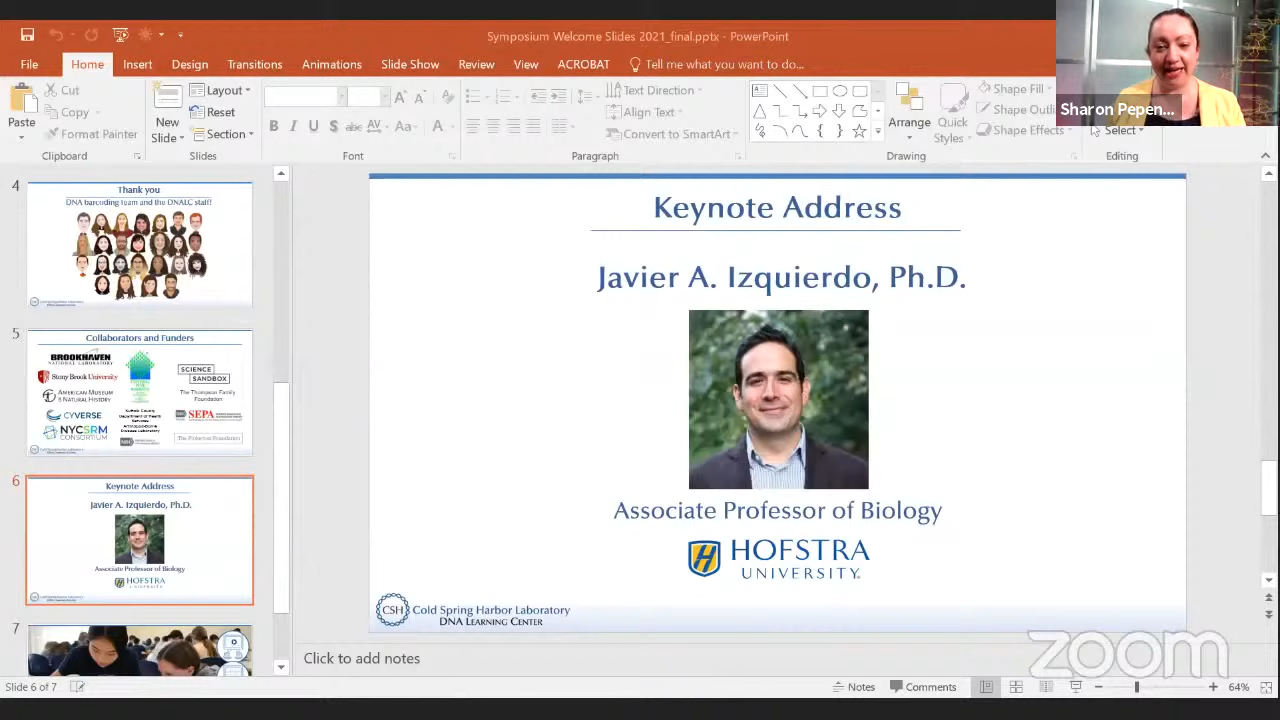 Symposium Welcome Slides 2021_final.pptx - PowerPoint
File Home Insert Design Transitions Animations Slide Show Review View ACROBAT Tell me what you want to do...
Sharon Pepen...
Paste
Cut
Copy
Format Painter
Clipboard
New
Slide
Layout
Reset
Section
Slides
B I U S abc AV Aa A
Font
Text Direction
Align Text
Convert to SmartArt
Paragraph
Arrange
Quick
Styles
Shape Fill
Shape Outli
Shape Effects
Drawing
Select
Editing
4
Thank you
DNA barcoding team and the DNALC staff!
5
Collaborators and Funders
BROOKHAVEN
NATIONAL LABORATORY
Stony Brook University
AMERICAN MUSEUM
& NATURAL HISTORY
CYVERSE
NYCSRM
CONSORTIUM
SCIENCE
SANDBOX
The Thompson Family
Foundation
SEPA
The Pinkerton Foundation
6
Keynote Address
Javier A. Izquierdo, Ph.D.
Associate Professor of Biology
HOFSTRA
UNIVERSITY
7
Keynote Address
Javier A. Izquierdo, Ph.D.
Associate Professor of Biology
HOFSTRA
UNIVERSITY®
CSH Cold Spring Harbor Laboratory
DNA LEARNING CENTER
Click to add notes
zoom
Slide 6 of 7
Notes
Comments
64%